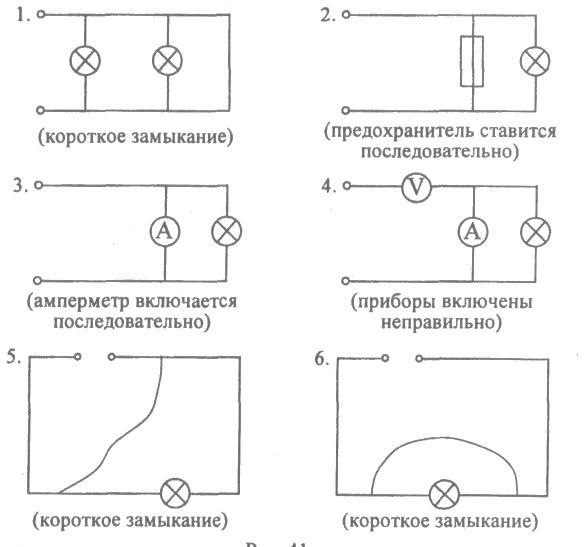 1.
2.
(короткое замыкание)
(предохранитель ставится
последовательно)
3.
A
4.
V
A
(амперметр включается
последовательно)
(приборы включены
неправильно)
5.
6.
(короткое замыкание)
(короткое замыкание)